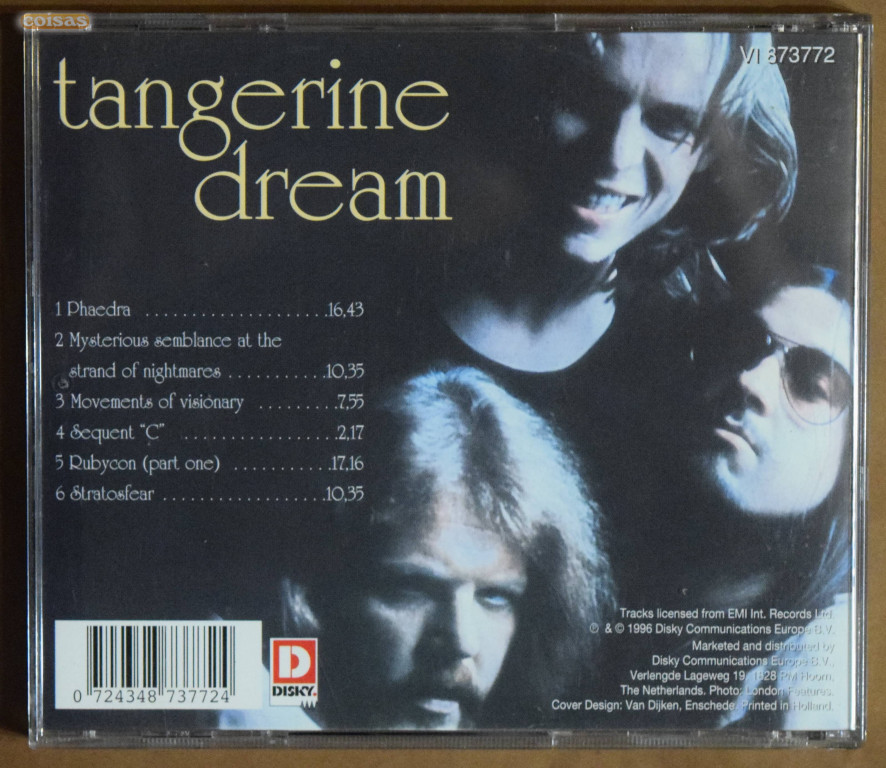 coisas
VI 873772
tangerine
dream
1 Phaedra ....................16,43
2 Mysterious semblance at the
strand of nightmares ...........10,35
3 Movements of visionary .........7,55
4 Sequent "C" .................2,17
5 Rubycon (part one) ...........17,16
6 Stratosfear ..................10,35
Tracks licensed from EMI Int. Records Ltd
℗ & © 1996 Disky Communications Europe B.V.
Marketed and distributed by
Disky Communications Europe B.V.,
Verlengde Lageweg 19, 1628 Hoorn.
The Netherlands. Photo: London Features.
Cover Design: Van Dijken, Enschede. Printed in Holland.
0 724348 737724
D
DISKY.